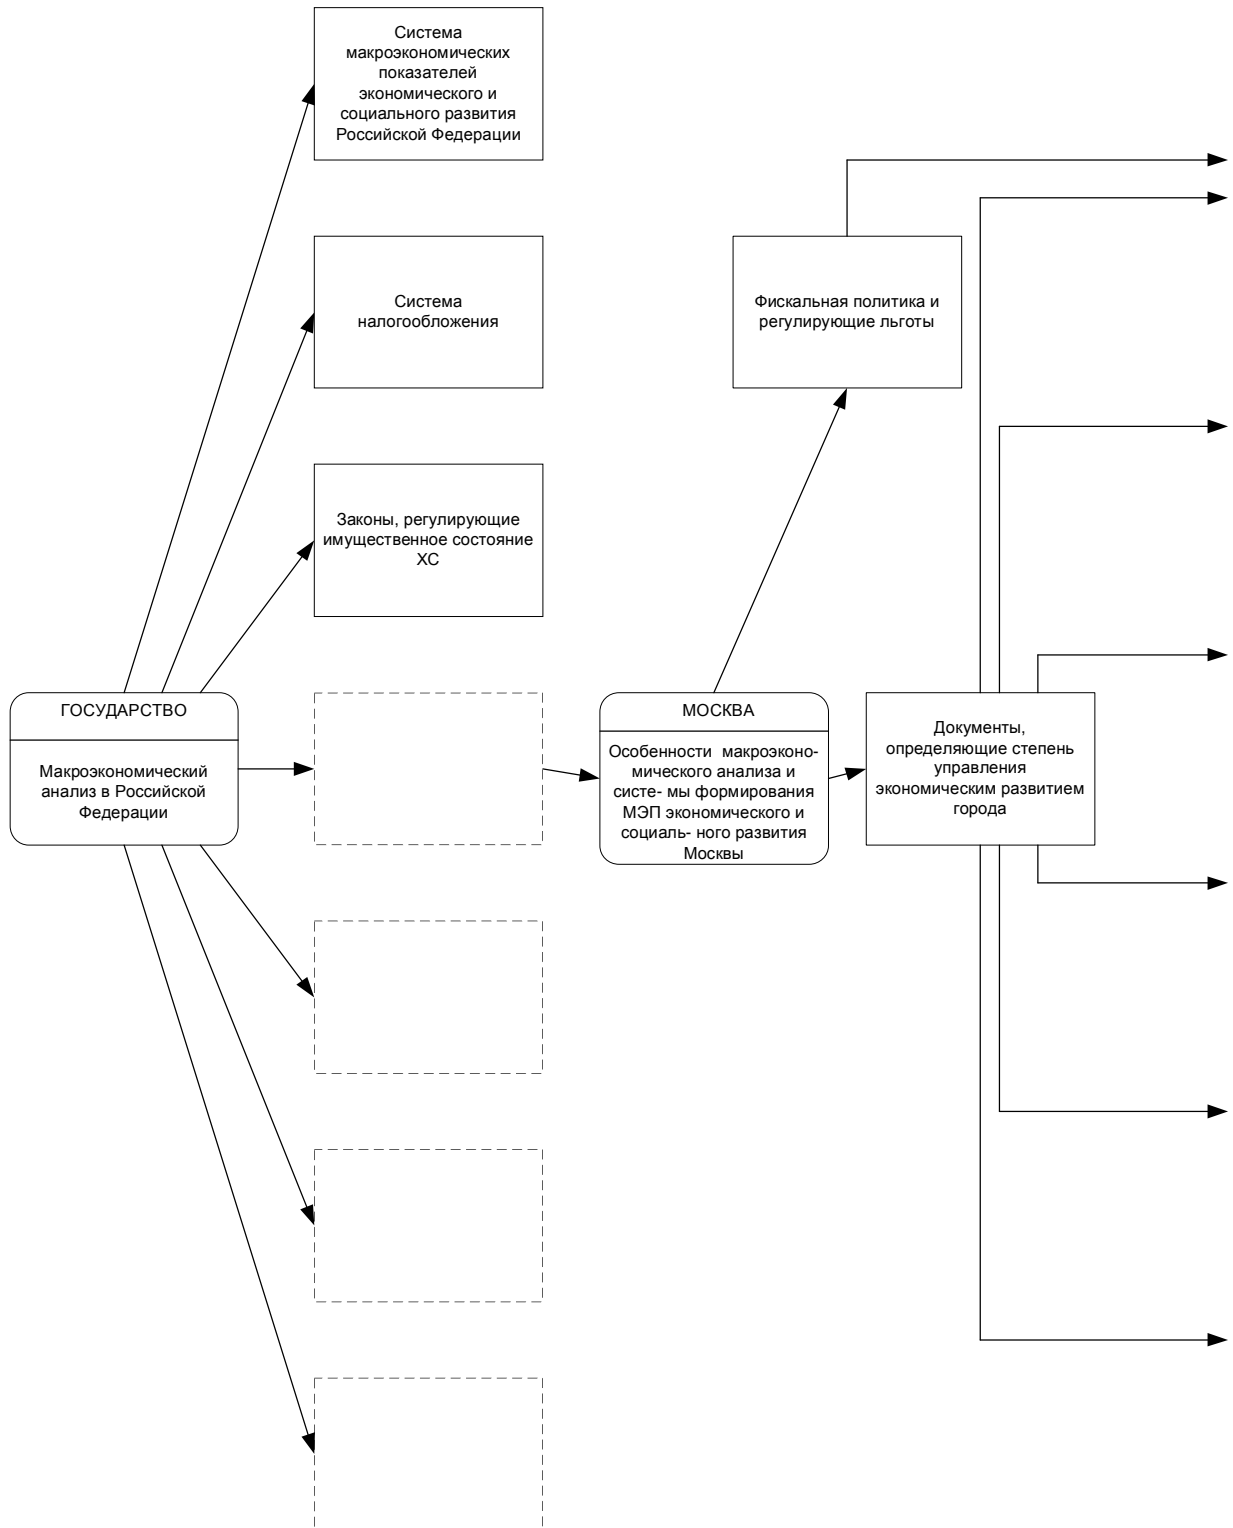 Система
макроэкономических
показателей
экономического и
социального развития
Российской Федерации
Система
налогообложения
Фискальная политика и
регулирующие льготы
Законы, регулирующие
имущественное состояние
ХС
ГОСУДАРСТВО
Макроэкономический
анализ в Российской
Федерации
МОСКВА
Особенности макроэконо-
мического анализа и
систе- мы формирования
МЭП экономического и
социаль- ного развития
Москвы
Документы,
определяющие степень
управления
экономическим развитием
города